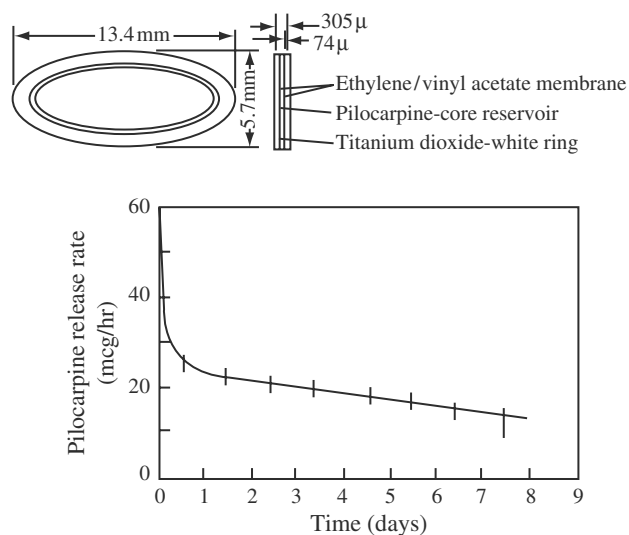 13.4 mm
5.7mm
305μ
74μ
Ethylene/vinyl acetate membrane
Pilocarpine-core reservoir
Titanium dioxide-white ring
Pilocarpine release rate
(mcg/hr)
60
40
20
0
0 1 2 3 4 5 6 7 8 9
Time (days)